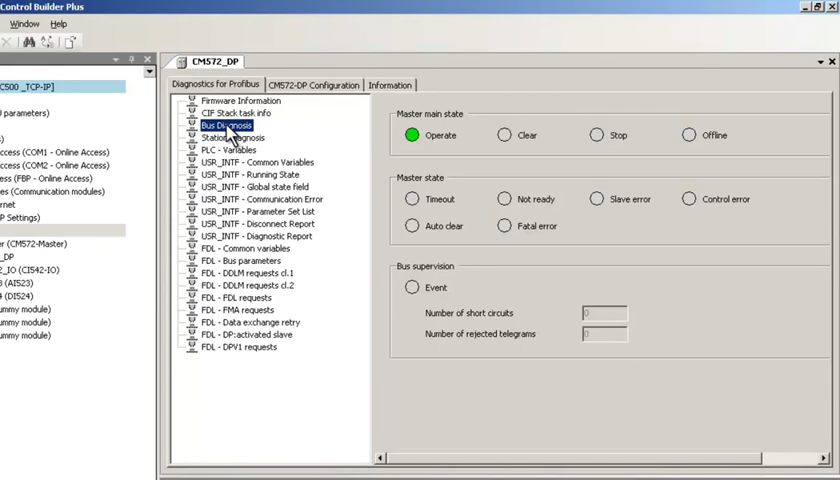 Control Builder Plus
Window Help
CM572_DP
C500 _TCP-IP]
parameters)
ccess (COM1 - Online Access)
ccess (COM2 - Online Access)
ccess (FBP - Online Access)
es (Communication modules)
rnet
P Settings)
er (CM572-Master)
_DP
2_IO (CI542-IO)
3 (AI523)
4 (DI524)
ummy module)
ummy module)
ummy module)
Diagnostics for Profibus CM572-DP Configuration Information
Firmware Information
CIF Stack task info
Bus Diagnosis
Station Diagnosis
PLC - Variables
USR_INTF - Common Variables
USR_INTF - Running State
USR_INTF - Global state field
USR_INTF - Communication Error
USR_INTF - Parameter Set List
USR_INTF - Disconnect Report
USR_INTF - Diagnostic Report
FDL - Common variables
FDL - Bus parameters
FDL - DDLM requests cl.1
FDL - DDLM requests cl.2
FDL - FDL requests
FDL - FMA requests
FDL - Data exchange retry
FDL - DP:activated slave
FDL - DPV1 requests
Master main state
Operate Clear Stop Offline
Master state
Timeout Not ready Slave error Control error
Auto clear Fatal error
Bus supervision
Event
Number of short circuits 0
Number of rejected telegrams 0